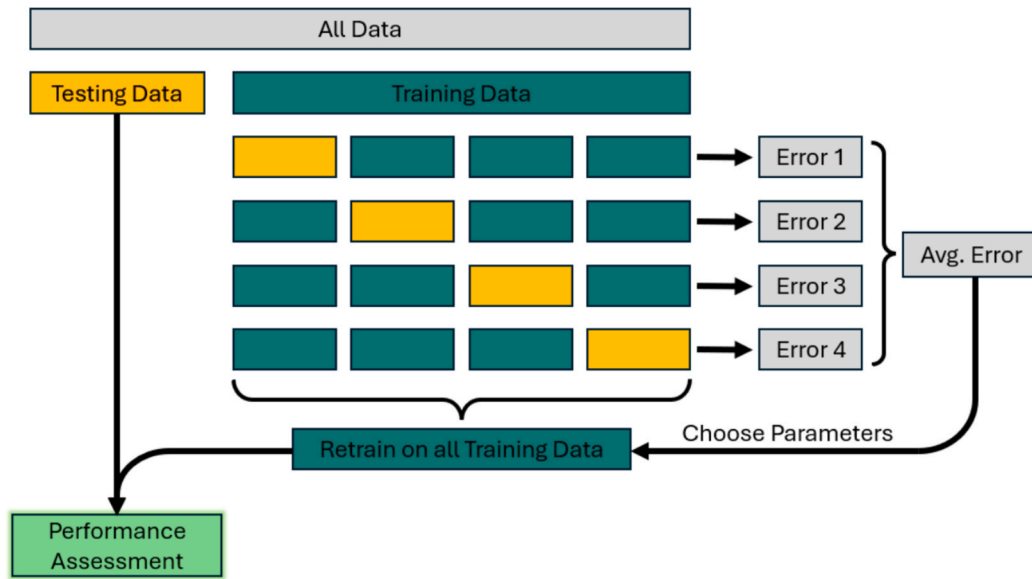 All Data
Testing Data
Training Data
Error 1
Error 2
Error 3
Error 4
Avg. Error
Choose Parameters
Retrain on all Training Data
Performance
Assessment